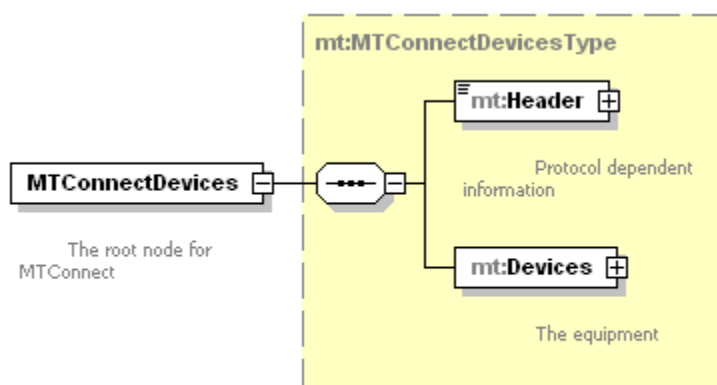 mt:MTConnectDevicesType
mt:Header
Protocol dependent
information
MTConnectDevices
The root node for
MTConnect
mt:Devices
The equipment